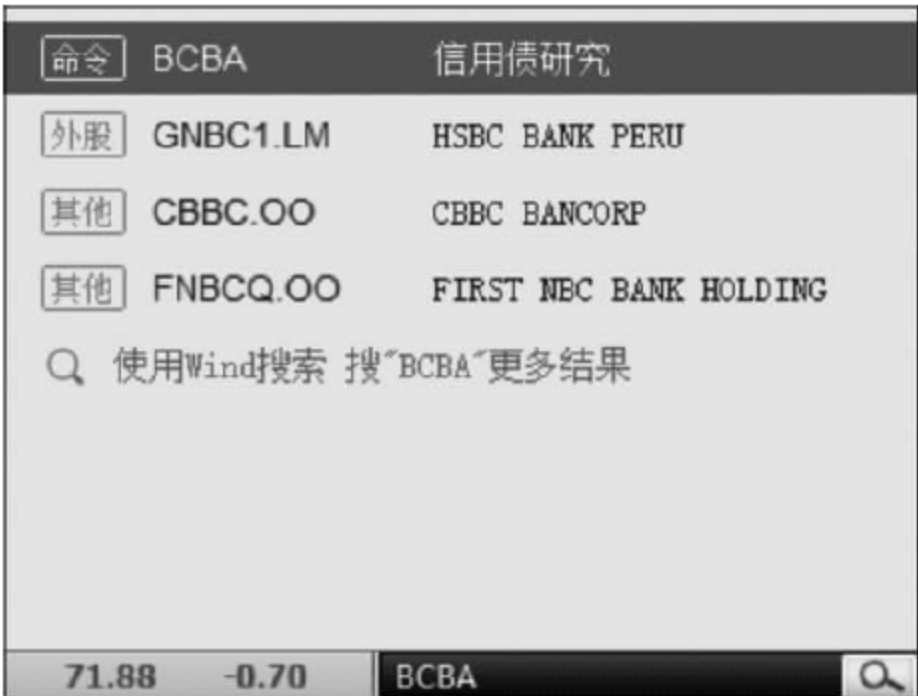 命令 BCBA 信用债研究
外股 GNBC1.LM HSBC BANK PERU
其他 CBBC.OO CBBC BANCORP
其他 FNBCQ.OO FIRST NBC BANK HOLDING
使用Wind搜索 搜"BCBA"更多结果
71.88 -0.70 BCBA